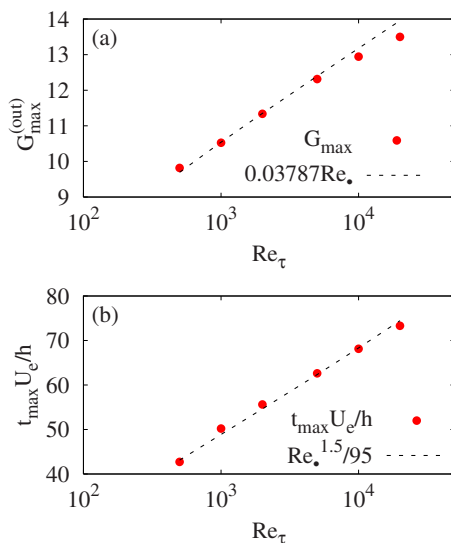 14
(a)
13
12
11
G_max^(out)
G_max
10
0.03787Re_•
9
10^2
10^3
10^4
Re_τ
80
(b)
70
60
t_max U_e/h
50
t_max U_e/h
Re_•^1.5/95
40
10^2
10^3
10^4
Re_τ